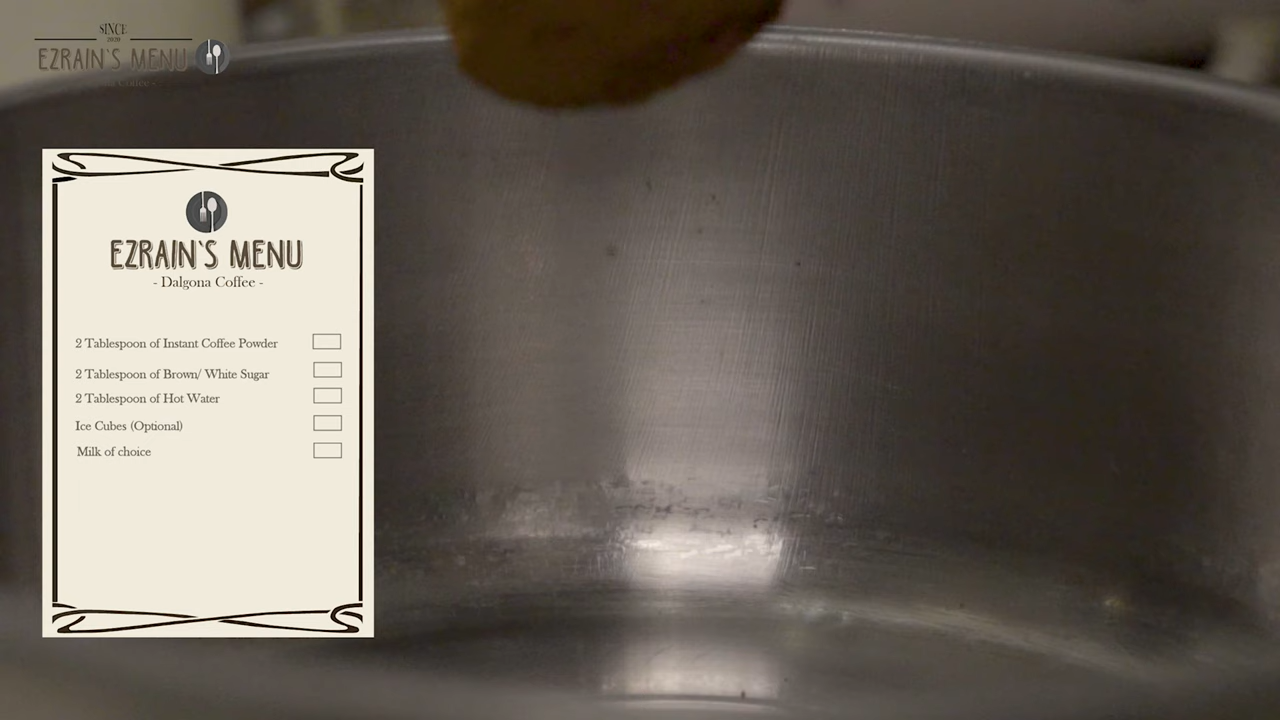 SINCE
2020
EZRAIN'S MENU
EZRAIN'S MENU
- Dalgona Coffee -
2 Tablespoon of Instant Coffee Powder
2 Tablespoon of Brown/ White Sugar
2 Tablespoon of Hot Water
Ice Cubes (Optional)
Milk of choice